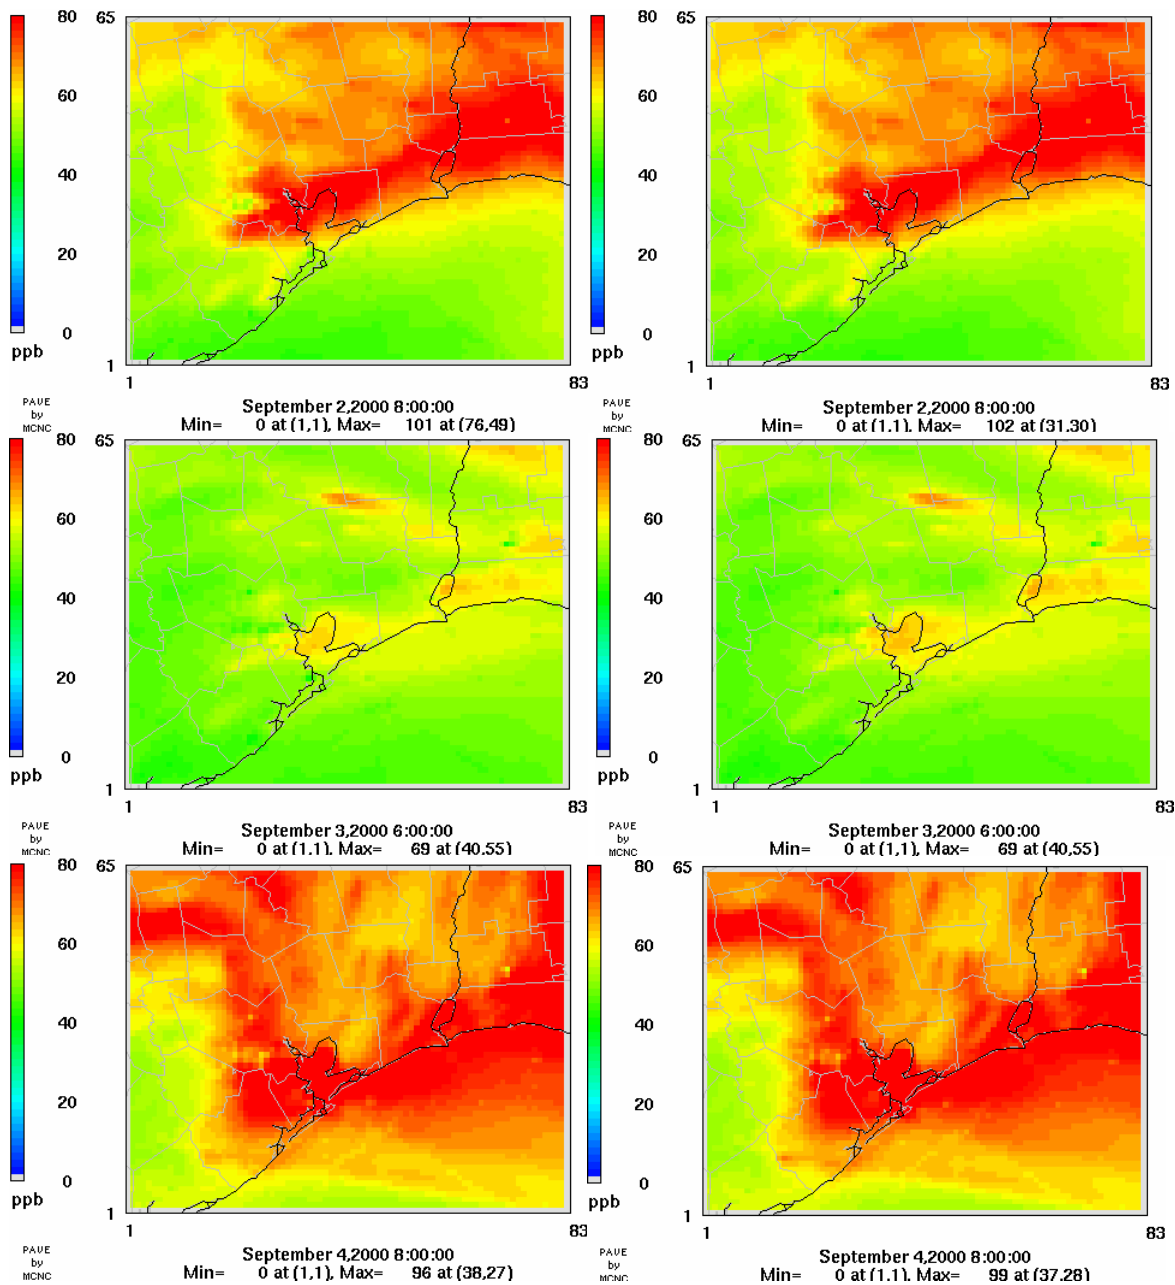 80 65 80 65
60 60
40 40
20 20
0 0
ppb 1 ppb 1
1 83 1 83
PAVE by MCNC September 2,2000 8:00:00 PAVE by MCNC September 2,2000 8:00:00
Min= 0 at (1,1), Max= 101 at (76,49) Min= 0 at (1,1), Max= 102 at (31,30)
80 65 80 65
60 60
40 40
20 20
0 0
ppb 1 ppb 1
1 83 1 83
PAVE by MCNC September 3,2000 6:00:00 PAVE by MCNC September 3,2000 6:00:00
Min= 0 at (1,1), Max= 69 at (40,55) Min= 0 at (1,1), Max= 69 at (40,55)
80 65 80 65
60 60
40 40
20 20
0 0
ppb 1 ppb 1
1 83 1 83
PAVE by MCNC September 4,2000 8:00:00 PAVE by MCNC September 4,2000 8:00:00
Min= 0 at (1,1), Max= 96 at (38,27) Min= 0 at (1,1), Max= 99 at (37,28)